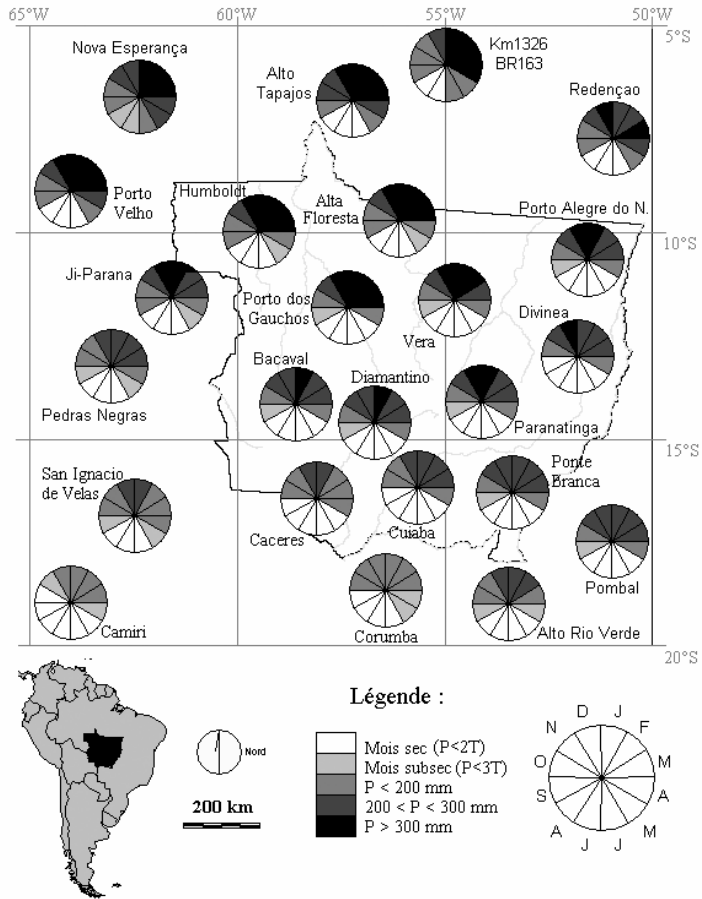 65°W
60°W
55°W
50°W
5°S
Nova Esperança
Km1326
BR163
Alto
Tapajos
Redençao
Porto
Velho
Humboldt
Alta
Floresta
Porto Alegre do N.
10°S
Ji-Parana
Porto dos
Gauchos
Vera
Divinea
Bacaval
Diamantino
Pedras Negras
Paranatinga
15°S
San Ignacio
de Velas
Ponte
Branca
Caceres
Cuiaba
Pombal
Camiri
Corumba
Alto Rio Verde
20°S
Légende :
Nord
200 km
Mois sec (P<2T)
Mois subsec (P<3T)
P < 200 mm
200 < P < 300 mm
P > 300 mm
D J
N F
O M
S A
A M
J J